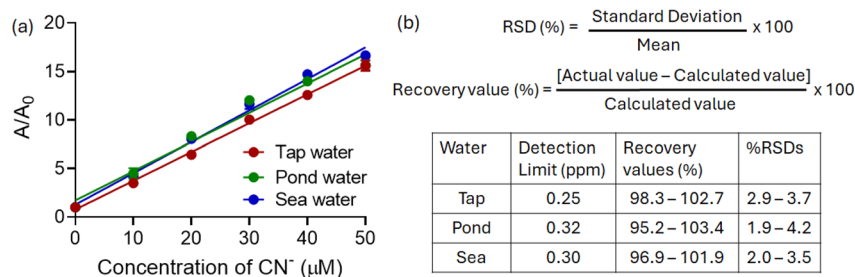 (a)
A/A₀
20
15
10
5
0
0 10 20 30 40 50
Tap water
Pond water
Sea water
Concentration of CN⁻ (μM)
(b)
RSD (%) = Standard Deviation x 100
Mean
Recovery value (%) = [Actual value – Calculated value] x 100
Calculated value
Water Detection Limit (ppm) Recovery values (%) %RSDs
Tap 0.25 98.3 – 102.7 2.9 – 3.7
Pond 0.32 95.2 – 103.4 1.9 – 4.2
Sea 0.30 96.9 – 101.9 2.0 – 3.5